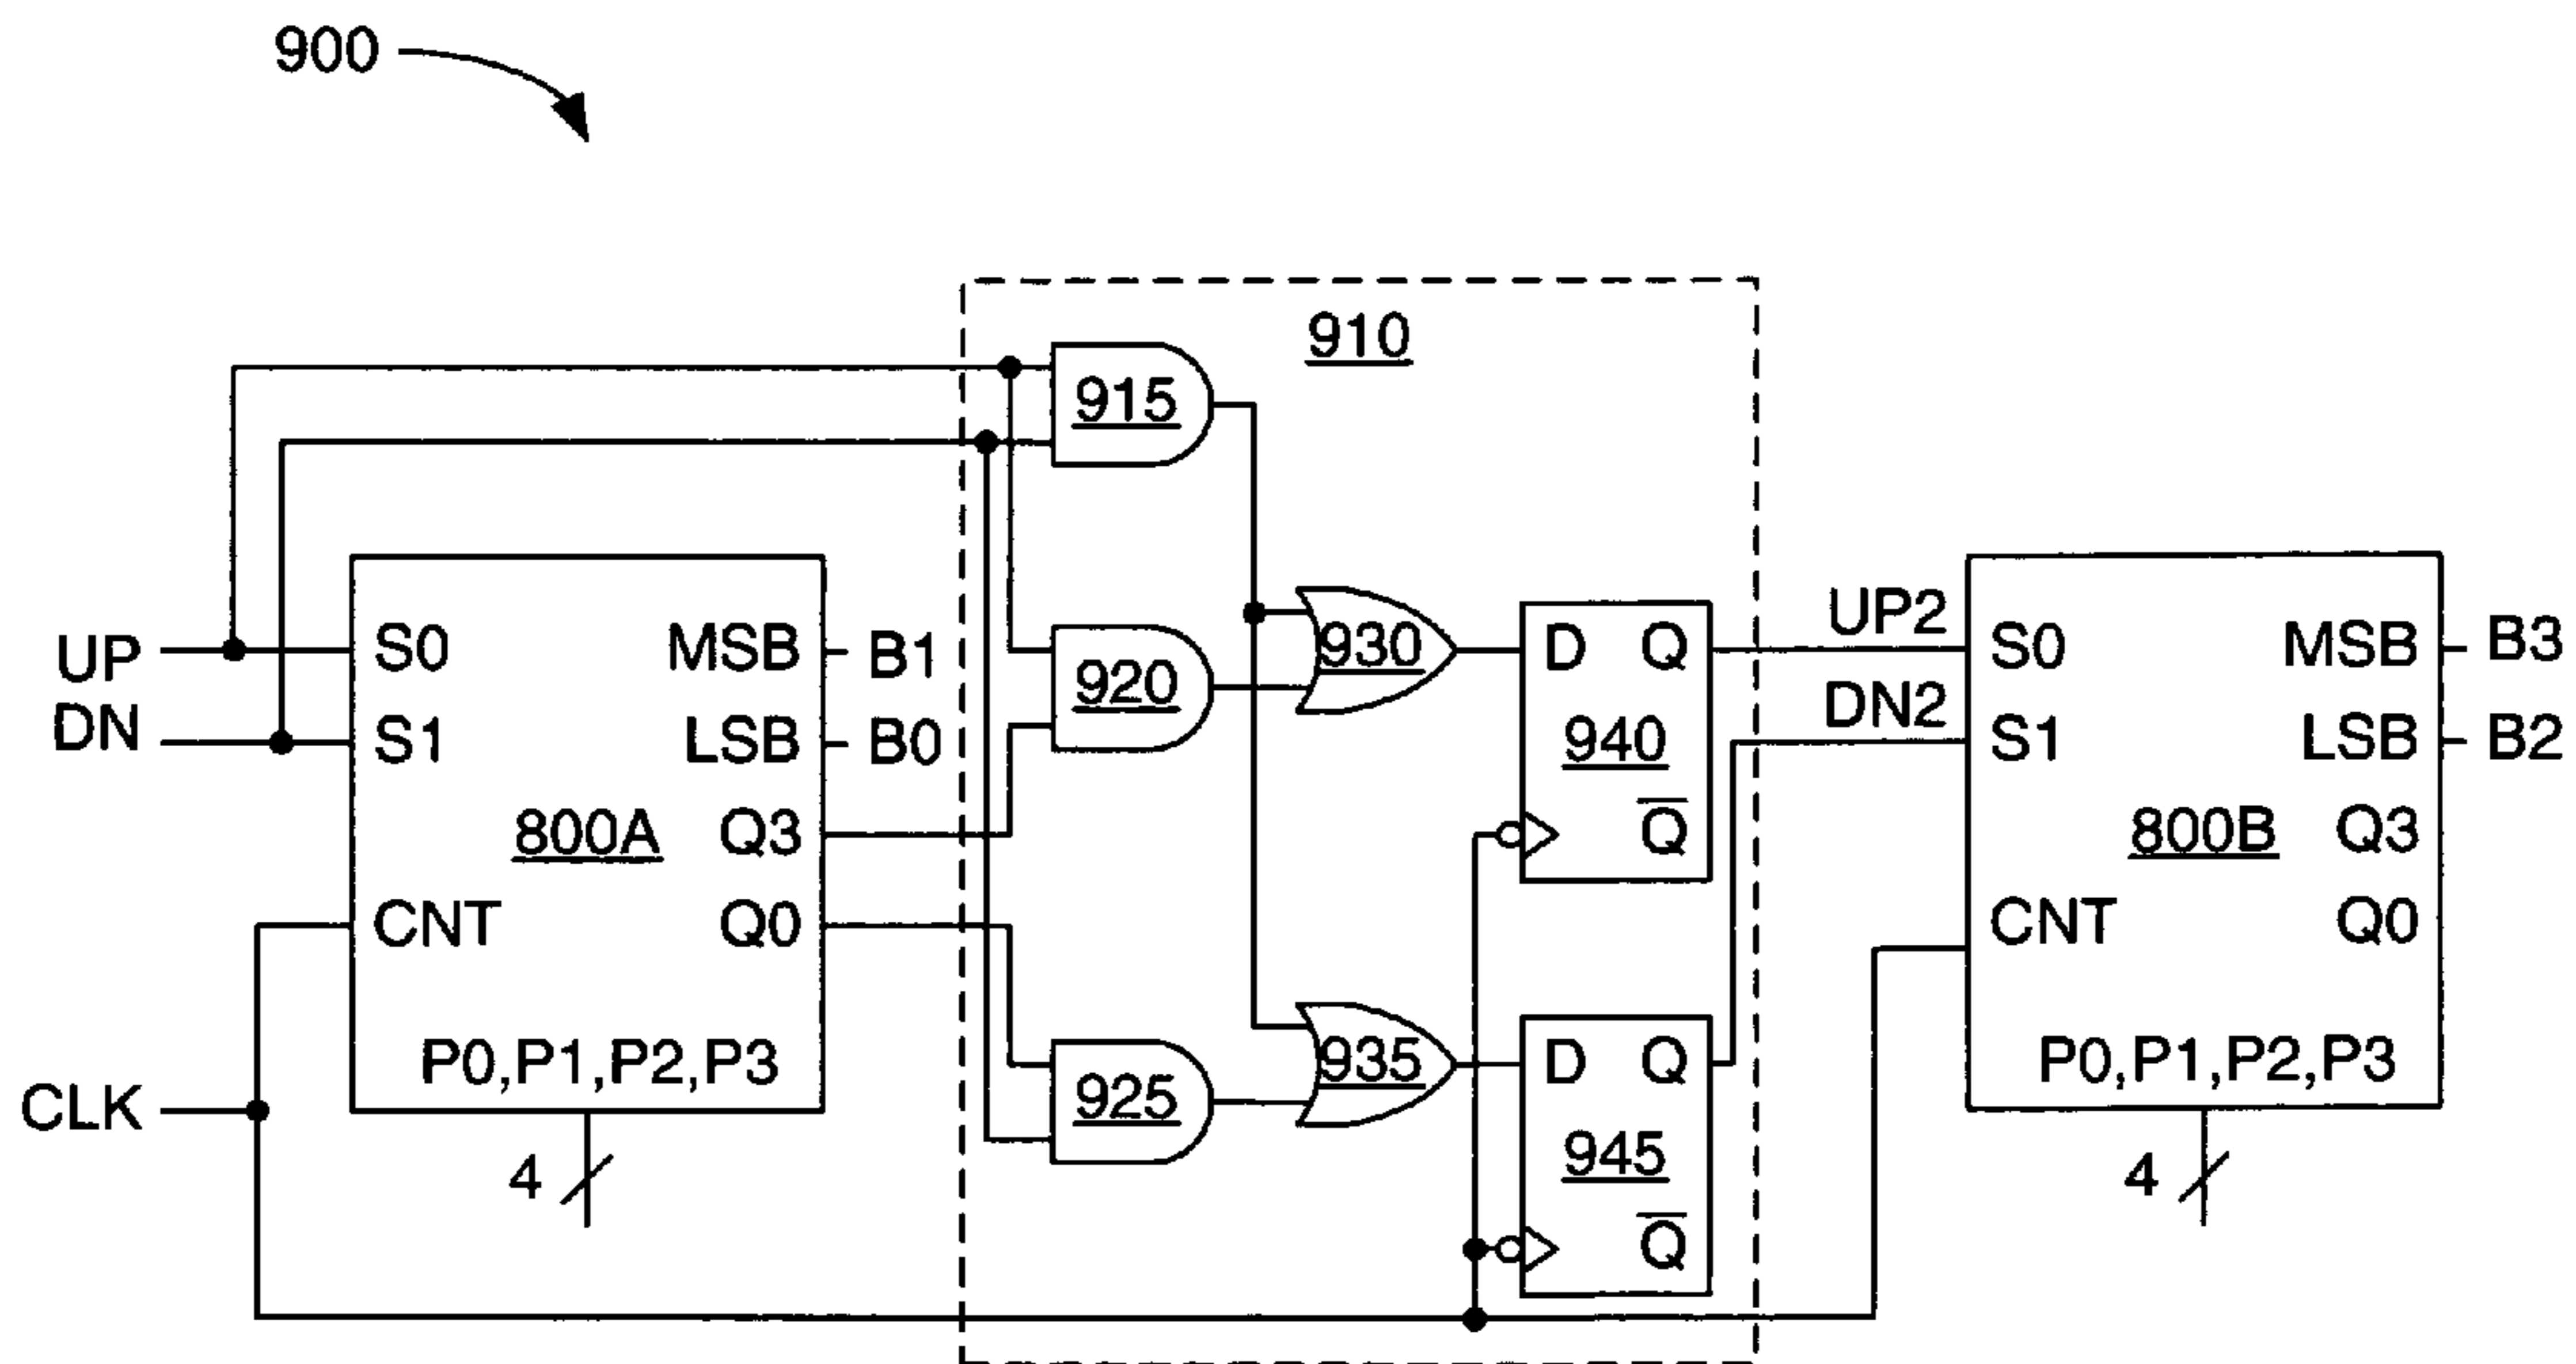 900
910
915
UP
DN
CLK
S0
S1
CNT
MSB
LSB
Q3
Q0
800A
P0,P1,P2,P3
4
B1
B0
920
925
930
935
D Q
940
Q̅
D Q
945
Q̅
UP2
DN2
S0
S1
CNT
MSB
LSB
Q3
Q0
800B
P0,P1,P2,P3
4
B3
B2